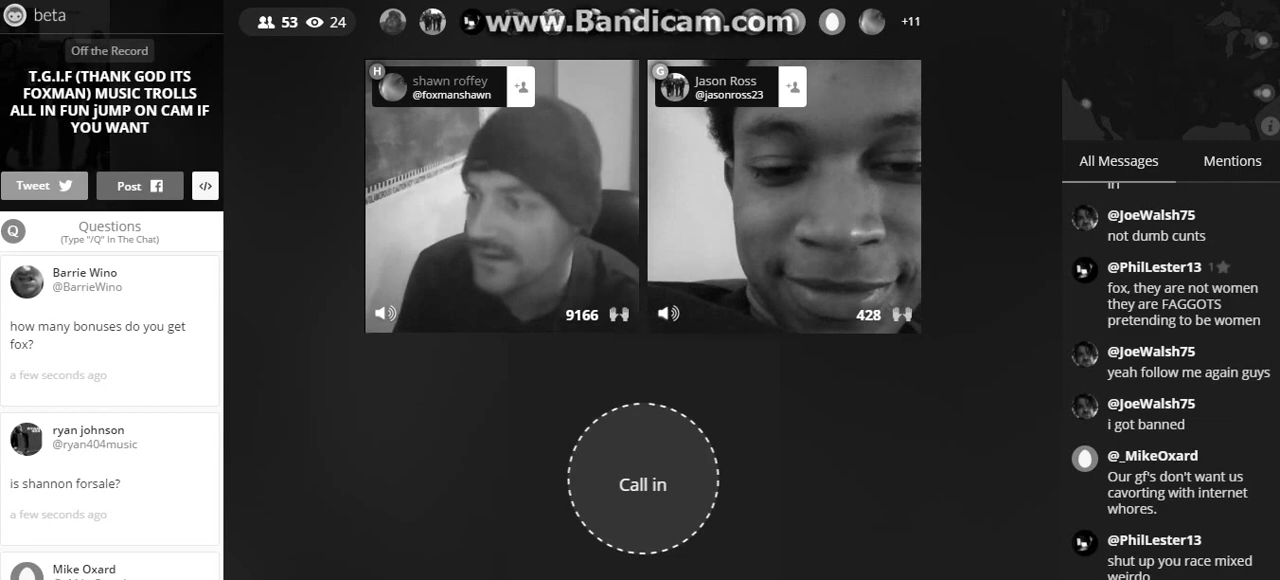 beta
Off the Record
T.G.I.F (THANK GOD ITS
FOXMAN) MUSIC TROLLS
ALL IN FUN jUMP ON CAM IF
YOU WANT
Tweet
Post
</>
Q
Questions
(Type "/Q" In The Chat)
Barrie Wino
@BarrieWino
how many bonuses do you get
fox?
a few seconds ago
ryan johnson
@ryan404music
is shannon forsale?
a few seconds ago
Mike Oxard
53
24
www.Bandicam.com
+11
H
shawn roffey
@foxmanshawn
9166
G
Jason Ross
@jasonross23
428
Call in
All Messages
Mentions
in
@JoeWalsh75
not dumb cunts
@PhilLester13 1
fox, they are not women
they are FAGGOTS
pretending to be women
@JoeWalsh75
yeah follow me again guys
@JoeWalsh75
i got banned
@_MikeOxard
Our gf's don't want us
cavorting with internet
whores.
@PhilLester13
shut up you race mixed
weirdo